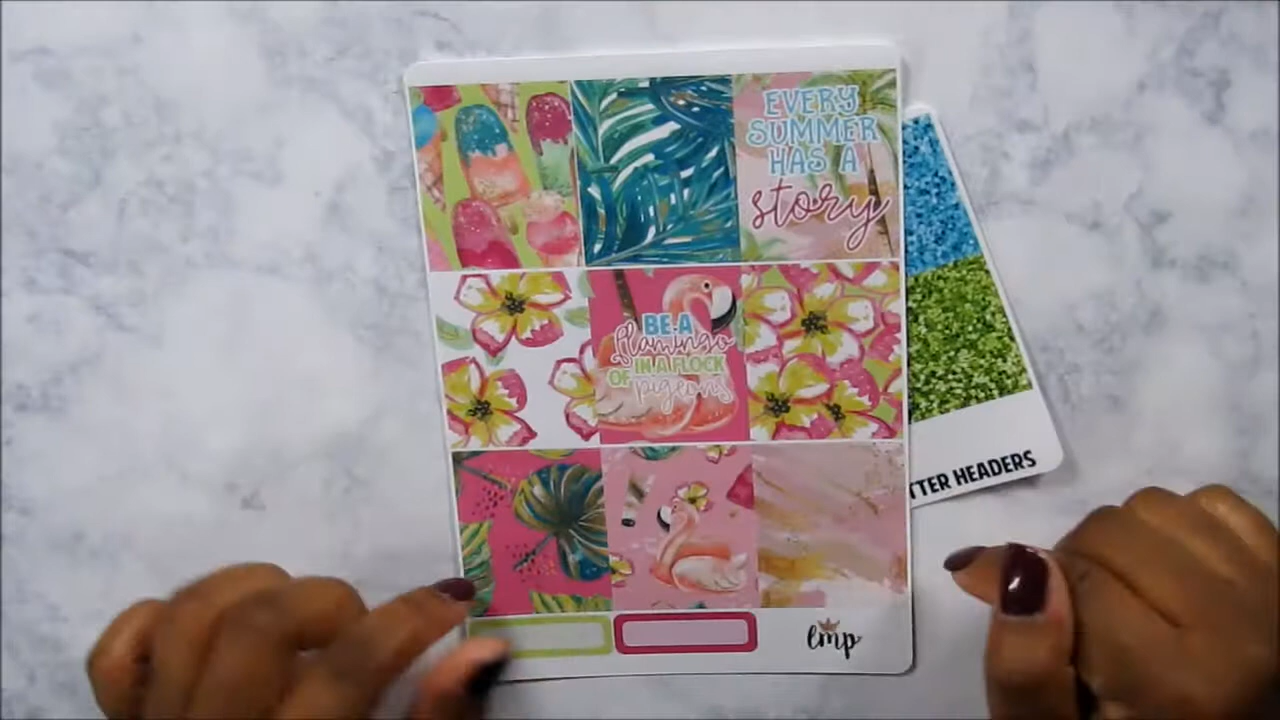 EVERY
SUMMER
HAS A
story
BE A
flamingo
IN A FLOCK
OF pigeons
TTER HEADERS
lmp